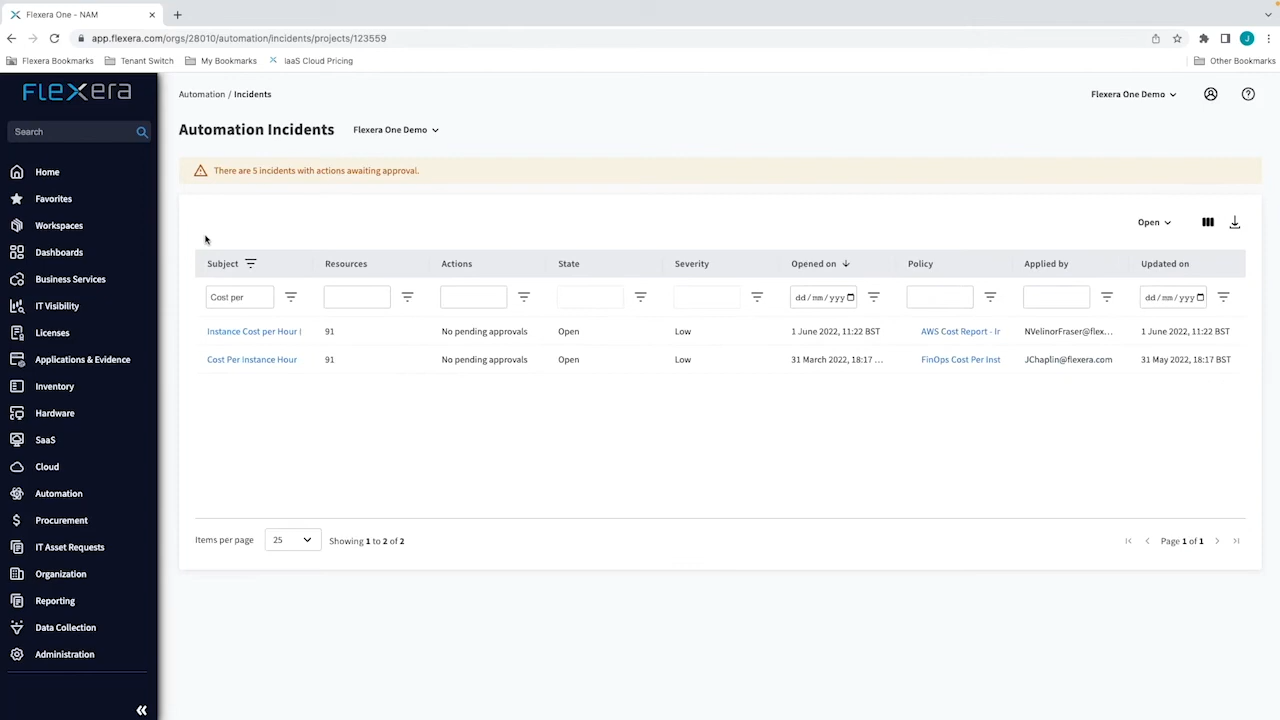 Flexera One - NAM
app.flexera.com/orgs/28010/automation/incidents/projects/123559
J
Flexera Bookmarks Tenant Switch My Bookmarks IaaS Cloud Pricing Other Bookmarks
FLEXERA
Search
Home
Favorites
Workspaces
Dashboards
Business Services
IT Visibility
Licenses
Applications & Evidence
Inventory
Hardware
SaaS
Cloud
Automation
Procurement
IT Asset Requests
Organization
Reporting
Data Collection
Administration
Automation / Incidents
Flexera One Demo
Automation Incidents Flexera One Demo
There are 5 incidents with actions awaiting approval.
Open
Subject Resources Actions State Severity Opened on Policy Applied by Updated on
Cost per dd/mm/yyy dd/mm/yyy
Instance Cost per Hour ( 91 No pending approvals Open Low 1 June 2022, 11:22 BST AWS Cost Report - Ir NVelinorFraser@flex... 1 June 2022, 11:22 BST
Cost Per Instance Hour 91 No pending approvals Open Low 31 March 2022, 18:17 ... FinOps Cost Per Inst JChaplin@flexera.com 31 May 2022, 18:17 BST
Items per page 25 Showing 1 to 2 of 2 Page 1 of 1